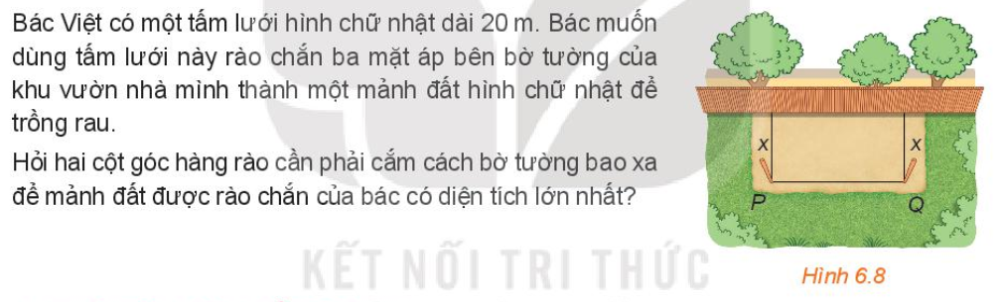 Bác Việt có một tấm lưới hình chữ nhật dài 20 m. Bác muốn
dùng tấm lưới này rào chắn ba mặt áp bên bờ tường của
khu vườn nhà mình thành một mảnh đất hình chữ nhật để
trồng rau.
Hỏi hai cột góc hàng rào cần phải cắm cách bờ tường bao xa
để mảnh đất được rào chắn của bác có diện tích lớn nhất?
x x
P Q
Hình 6.8
KẾT NỐI TRI THỨC